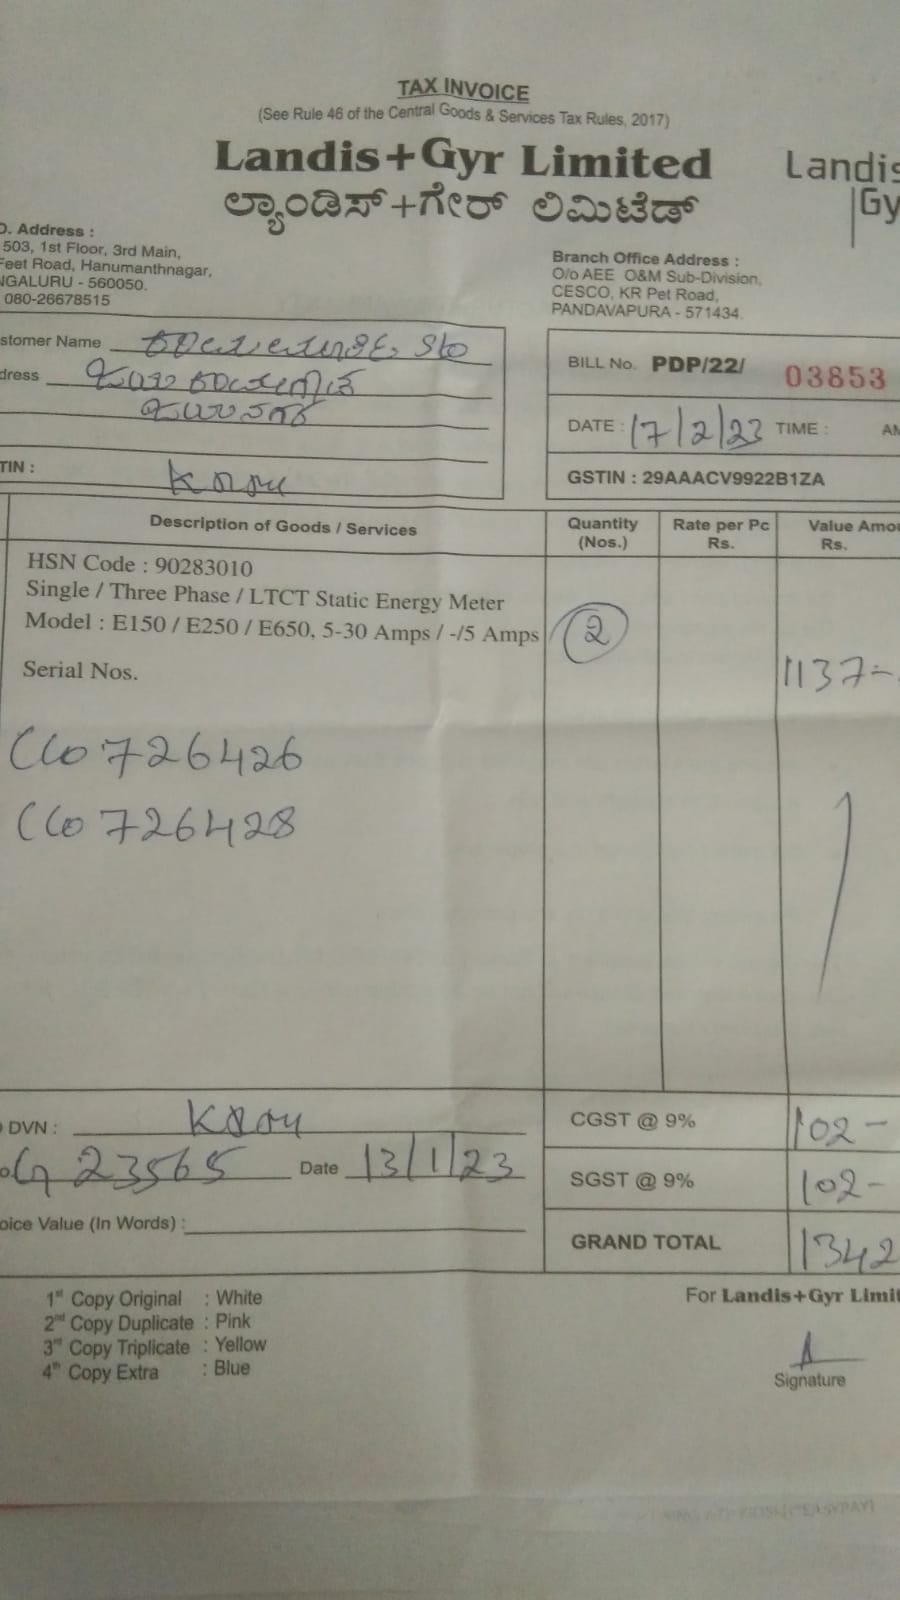 TAX INVOICE
(See Rule 46 of the Central Goods & Services Tax Rules, 2017)
Landis+Gyr Limited
Landis
Gy
ಲ್ಯಾಂಡಿಸ್+ಗೇರ್ ಲಿಮಿಟೆಡ್
O. Address :
503, 1st Floor, 3rd Main,
Feet Road, Hanumanthnagar,
NGALURU - 560050.
080-26678515
Branch Office Address :
O/o AEE O&M Sub-Division,
CESCO, KR Pet Road,
PANDAVAPURA - 571434.
stomer Name S/o
dress
TIN :
BILL No. PDP/22/ 03853
DATE : 17/2/23 TIME : AM
GSTIN : 29AAACV9922B1ZA
Description of Goods / Services
Quantity (Nos.)
Rate per Pc Rs.
Value Amou Rs.
HSN Code : 90283010
Single / Three Phase / LTCT Static Energy Meter
Model : E150 / E250 / E650, 5-30 Amps / -/5 Amps 2
Serial Nos. 1137-
726426
726428
DVN :
23565 Date 13/1/23
oice Value (In Words) :
CGST @ 9% 102-
SGST @ 9% 102-
GRAND TOTAL 1342
1st Copy Original : White
2nd Copy Duplicate : Pink
3rd Copy Triplicate : Yellow
4th Copy Extra : Blue
For Landis+Gyr Limit
Signature